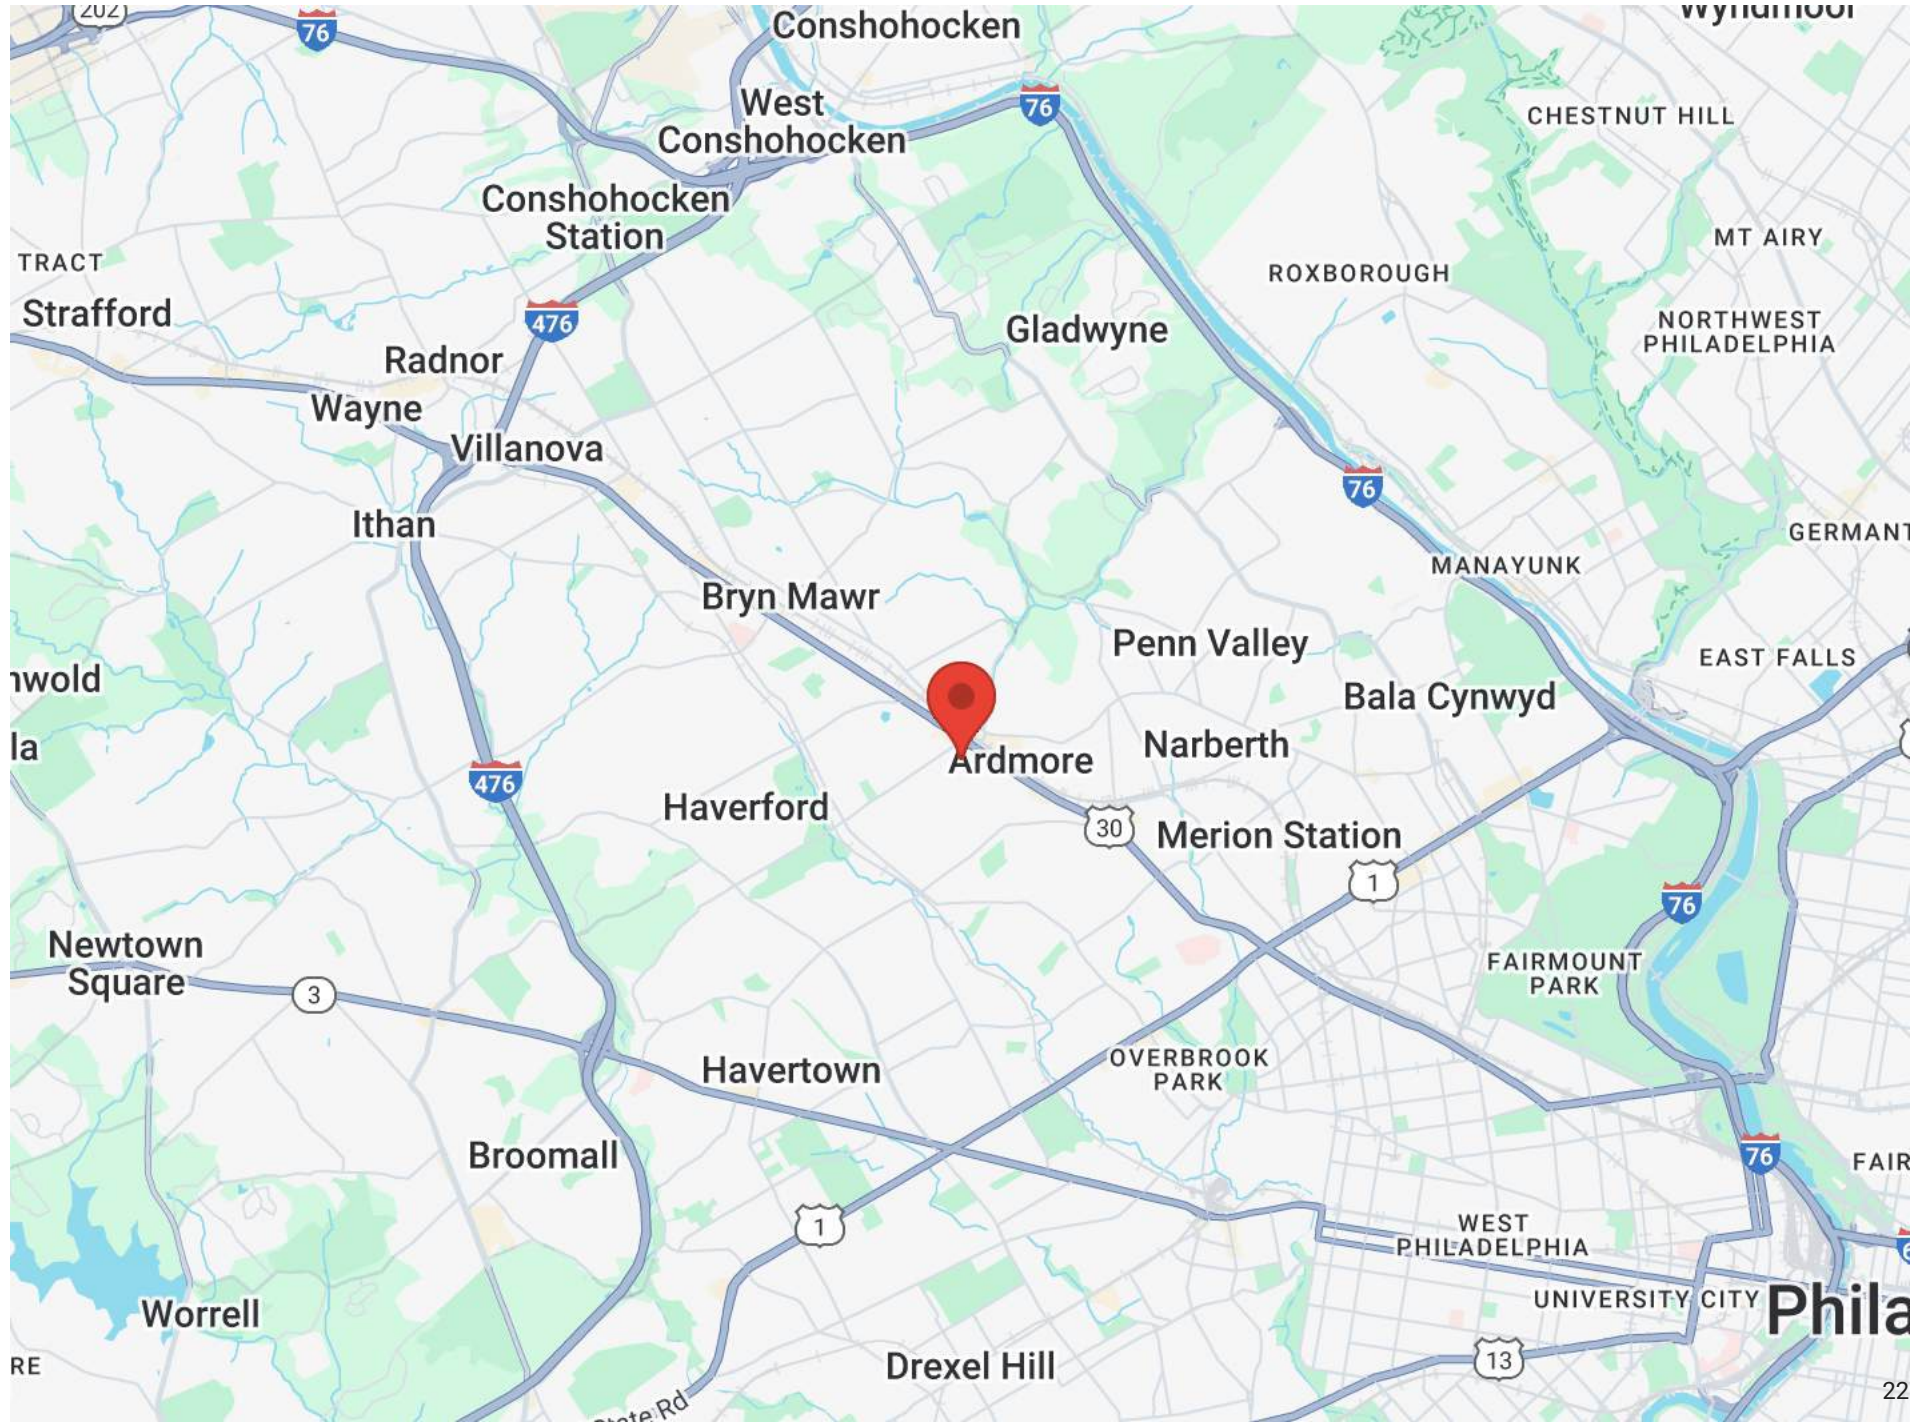 202
76
Conshohocken
Wyndmoor
West
Conshohocken
76
CHESTNUT HILL
Conshohocken
Station
MT AIRY
TRACT
ROXBOROUGH
Strafford
476
Gladwyne
NORTHWEST
PHILADELPHIA
Radnor
Wayne
Villanova
76
Ithan
GERMANT
MANAYUNK
Bryn Mawr
Penn Valley
EAST FALLS
nwold
Bala Cynwyd
la
Narberth
Ardmore
476
Haverford
30
Merion Station
1
76
Newtown
Square
3
FAIRMOUNT
PARK
Havertown
OVERBROOK
PARK
Broomall
76
FAIR
1
WEST
PHILADELPHIA
6
UNIVERSITY CITY
Phila
Worrell
Drexel Hill
13
RE
State Rd
22